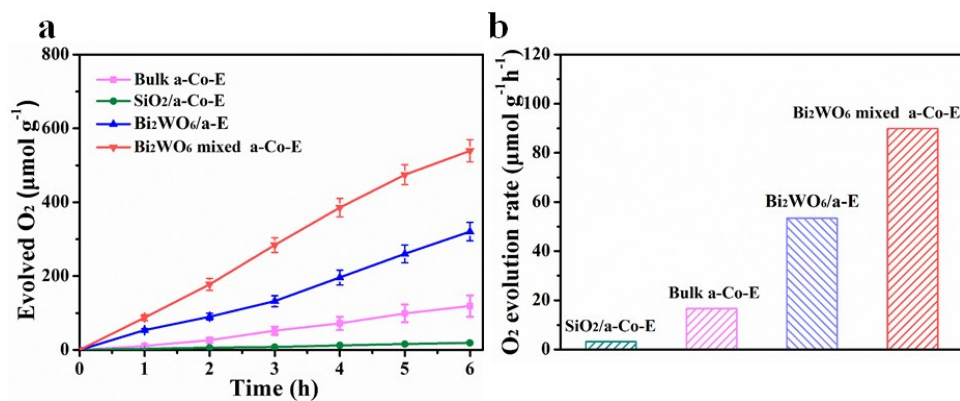 a
800
600
400
200
0
Evolved O₂ (μmol g⁻¹)
Bulk a-Co-E
SiO₂/a-Co-E
Bi₂WO₆/a-E
Bi₂WO₆ mixed a-Co-E
0 1 2 3 4 5 6
Time (h)
b
120
100
80
60
40
20
0
O₂ evolution rate (μmol g⁻¹h⁻¹)
SiO₂/a-Co-E
Bulk a-Co-E
Bi₂WO₆/a-E
Bi₂WO₆ mixed a-Co-E